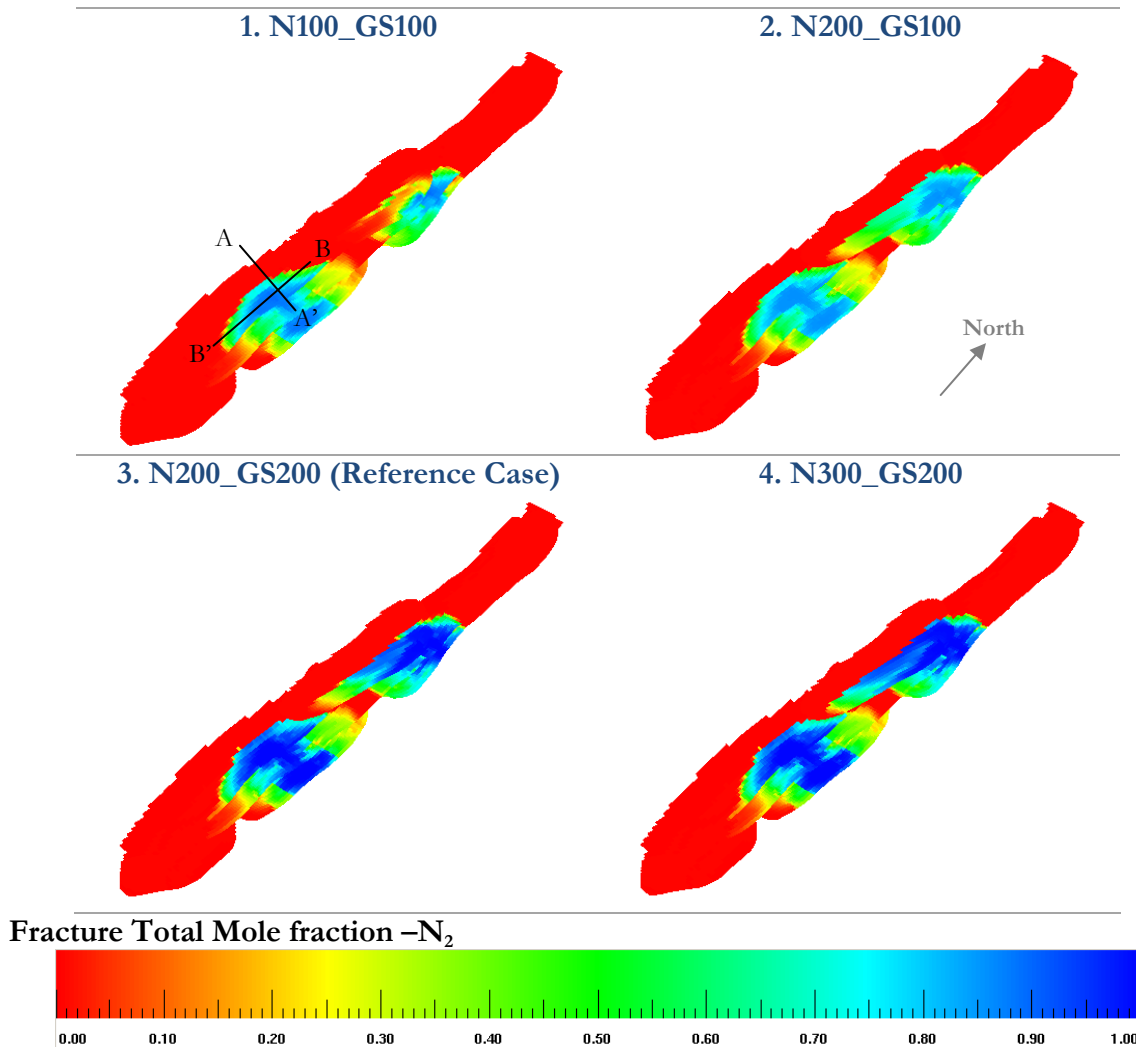 1. N100_GS100
2. N200_GS100
A
B
A'
B'
North
3. N200_GS200 (Reference Case)
4. N300_GS200
Fracture Total Mole fraction –N₂
0.00 0.10 0.20 0.30 0.40 0.50 0.60 0.70 0.80 0.90 1.00